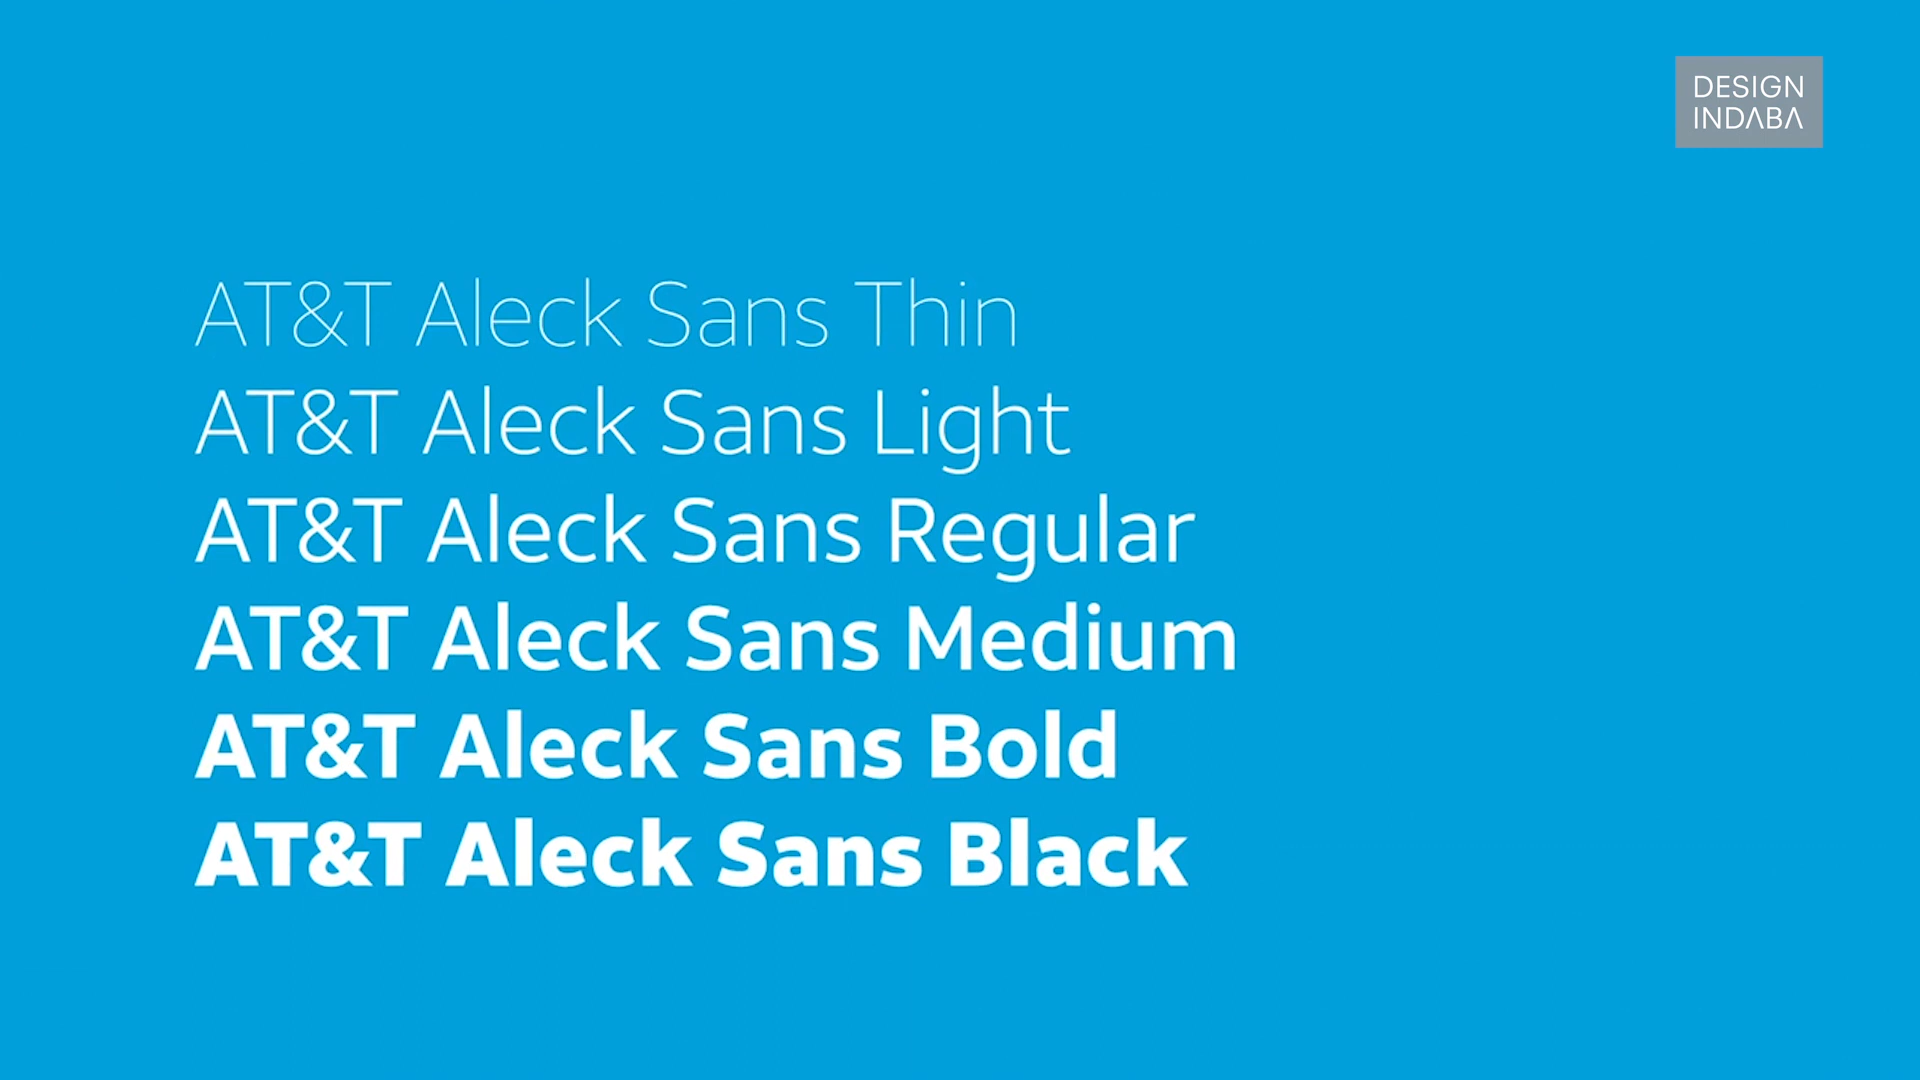 DESIGN
INDABA
AT&T Aleck Sans Thin
AT&T Aleck Sans Light
AT&T Aleck Sans Regular
AT&T Aleck Sans Medium
AT&T Aleck Sans Bold
AT&T Aleck Sans Black